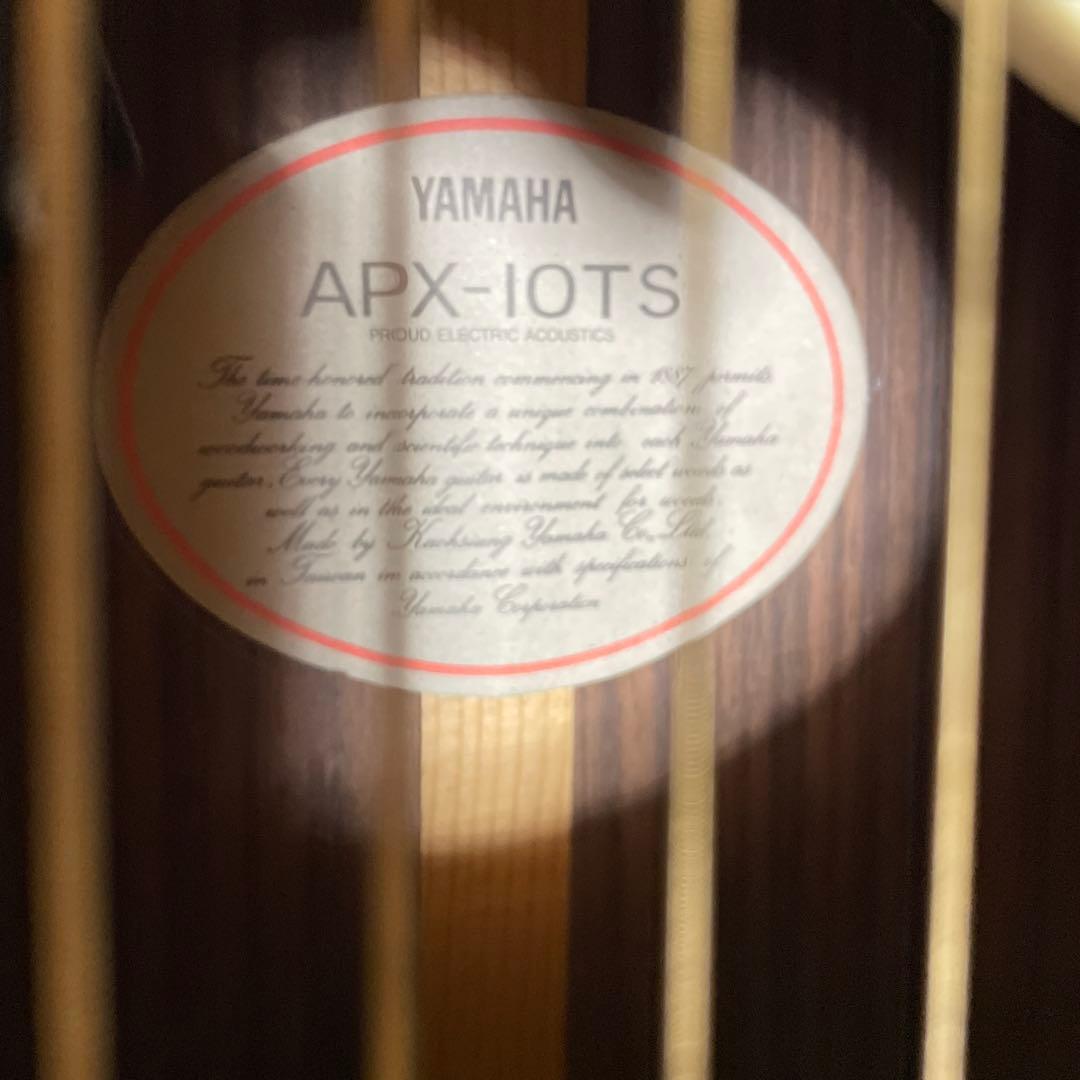 YAMAHA
APX-10TS
PROUD ELECTRIC ACOUSTICS
The time-honored tradition commencing in 1887 permits
Yamaha to incorporate a unique combination of
woodworking and scientific technique into each Yamaha
guitar. Every Yamaha guitar is made of select woods as
well as in the ideal environment for woods.
Made by Kaohsiung Yamaha Co., Ltd.
in Taiwan in accordance with specifications of
Yamaha Corporation